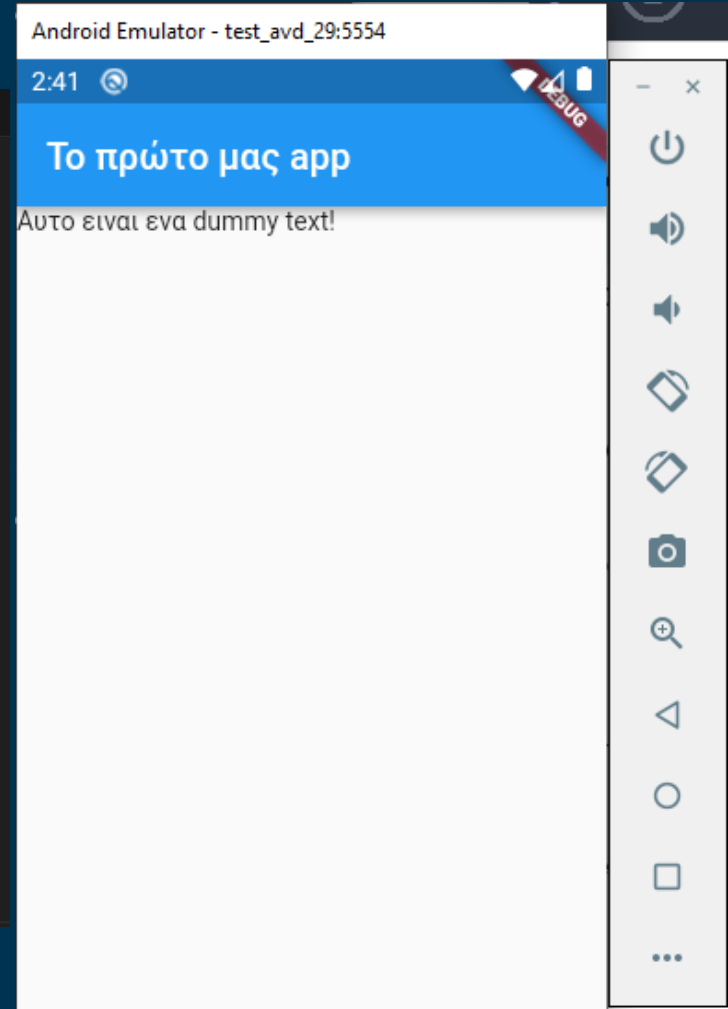 Android Emulator - test_avd_29:5554
2:41
DEBUG
Το πρώτο μας app
Αυτο ειναι ενα dummy text!